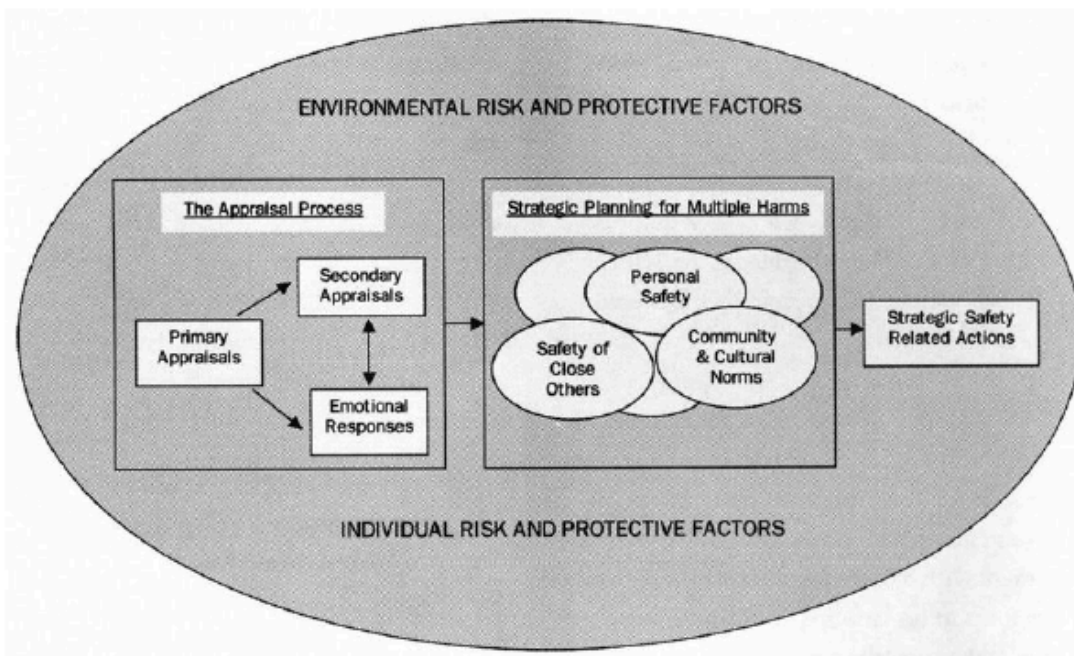 ENVIRONMENTAL RISK AND PROTECTIVE FACTORS
The Appraisal Process
Primary
Appraisals
Secondary
Appraisals
Emotional
Responses
Strategic Planning for Multiple Harms
Personal
Safety
Safety of
Close
Others
Community
& Cultural
Norms
Strategic Safety
Related Actions
INDIVIDUAL RISK AND PROTECTIVE FACTORS